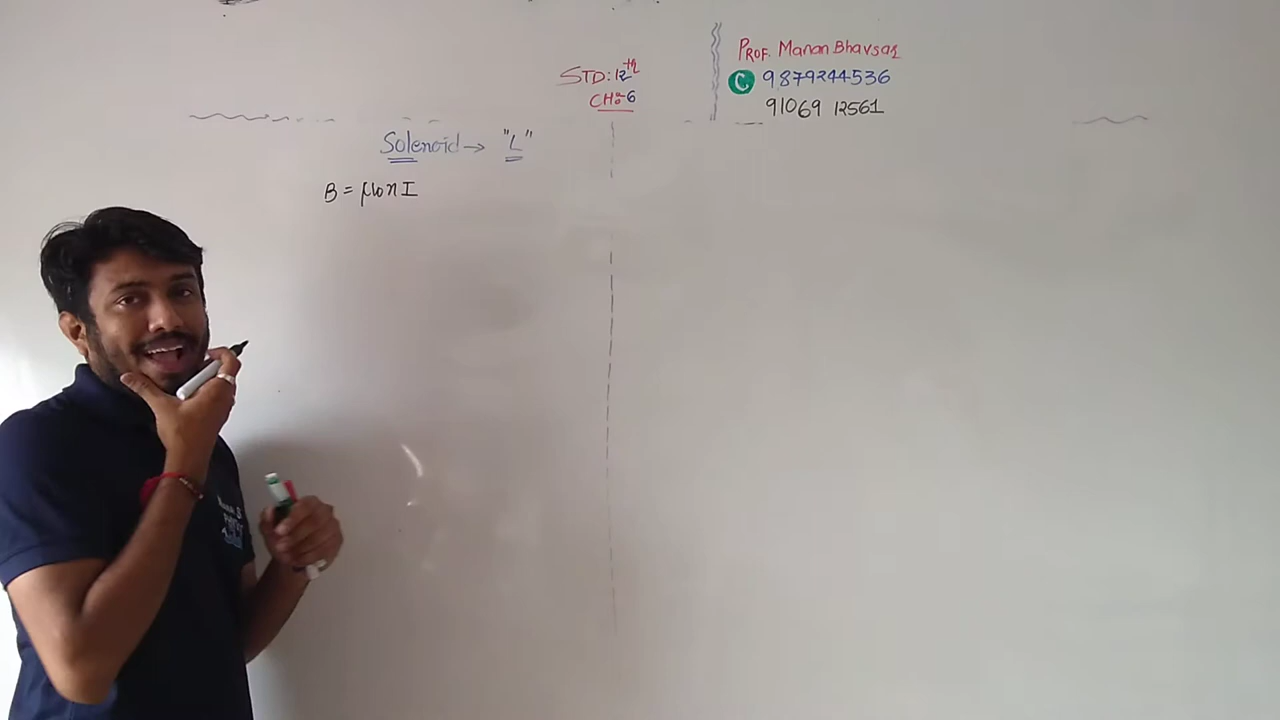 STD: 12th
CH:-6
Prof. Manan Bhavsar
9879244536
91069 12561
Solenoid → "L"
B = μ₀nI